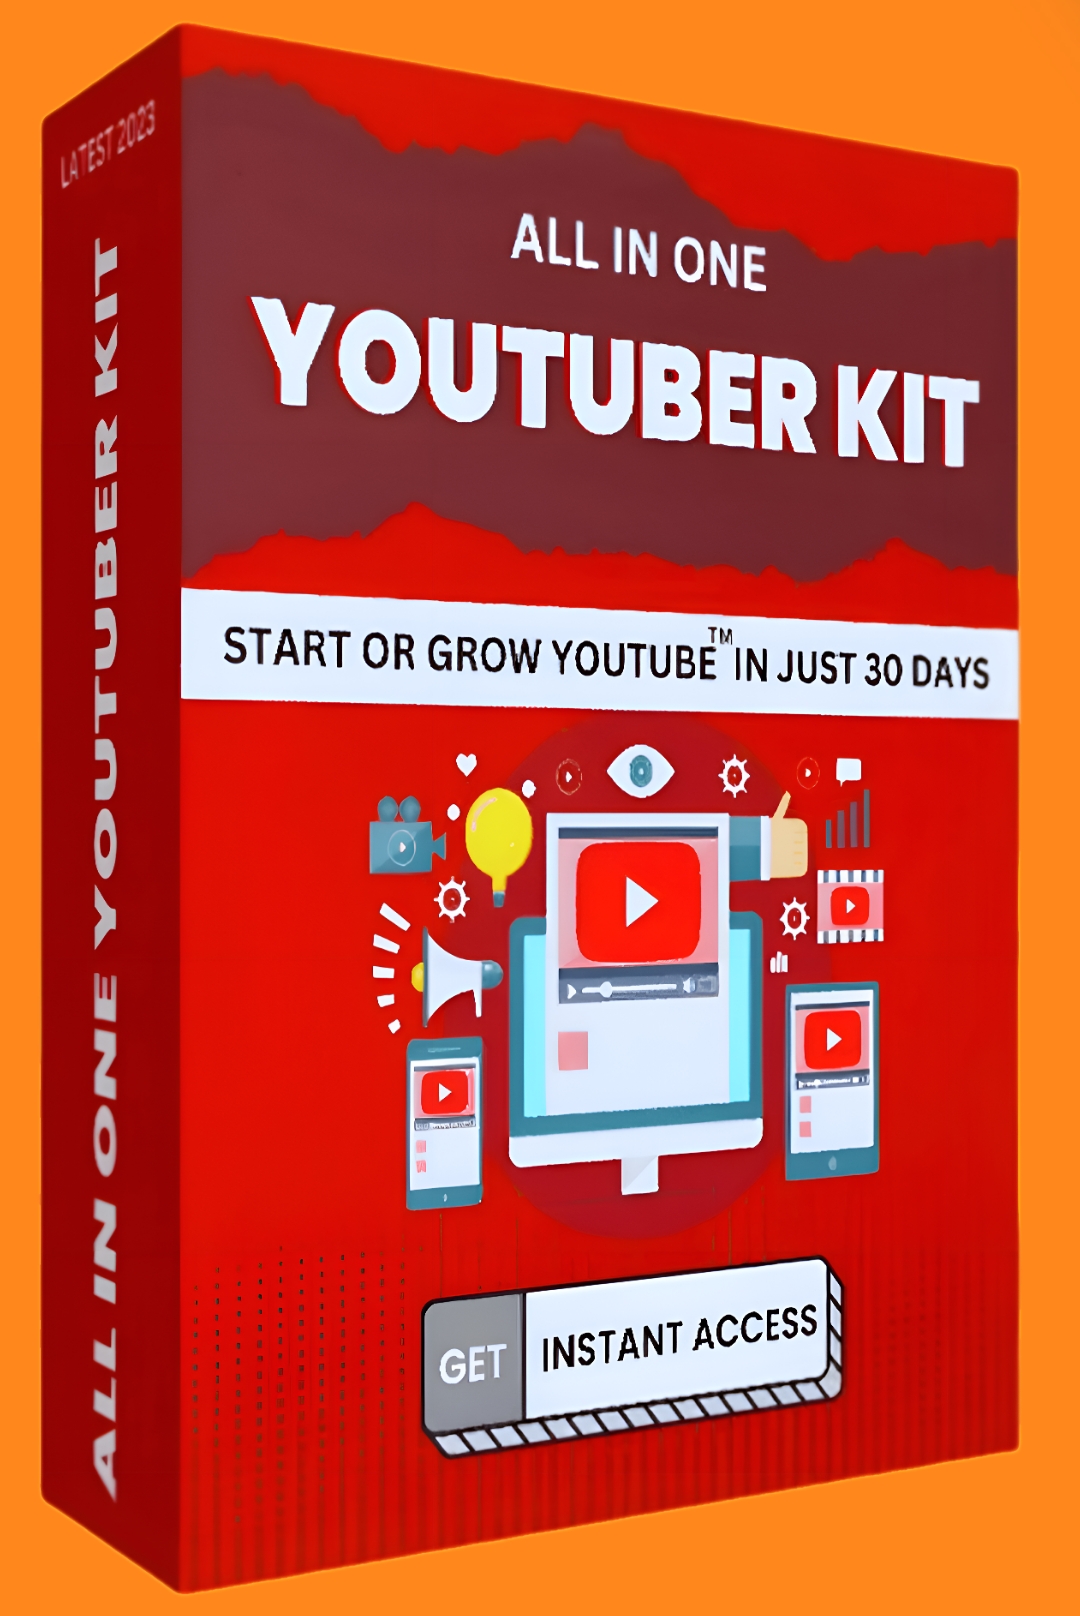 LATEST 2023
ALL IN ONE YOUTUBER KIT
ALL IN ONE
YOUTUBER KIT
START OR GROW YOUTUBE™ IN JUST 30 DAYS
GET INSTANT ACCESS